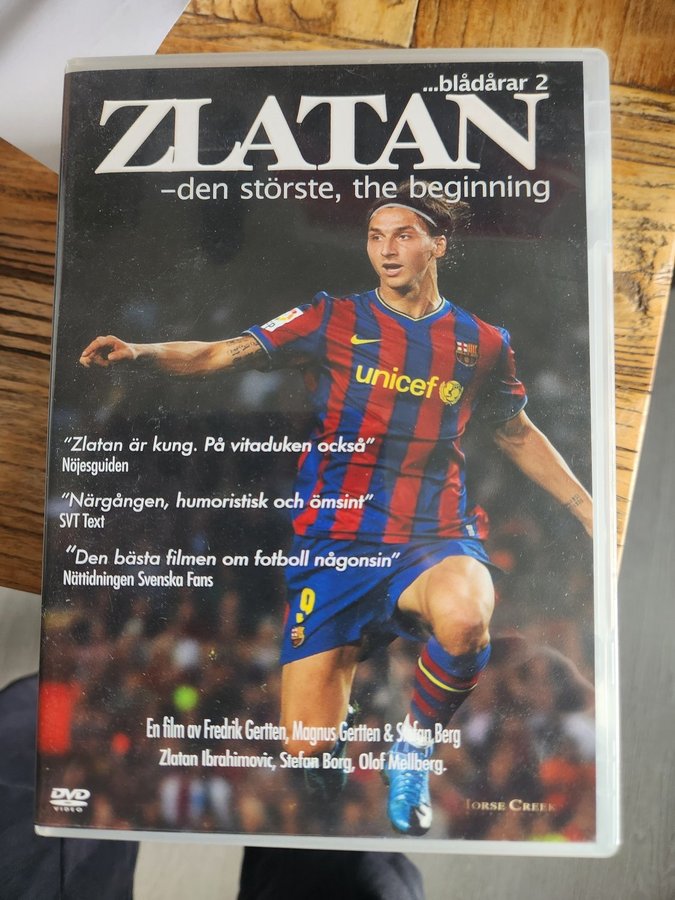 ...blådårar 2
ZLATAN
–den störste, the beginning
unicef
"Zlatan är kung. På vitaduken också"
Nöjesguiden
"Närgången, humoristisk och ömsint"
SVT Text
"Den bästa filmen om fotboll någonsin"
Nättidningen Svenska Fans
9
En film av Fredrik Gertten, Magnus Gertten & Stefan Berg
Zlatan Ibrahimovic, Stefan Borg, Olof Mellberg.
DVD
VIDEO
HORSE CREEK